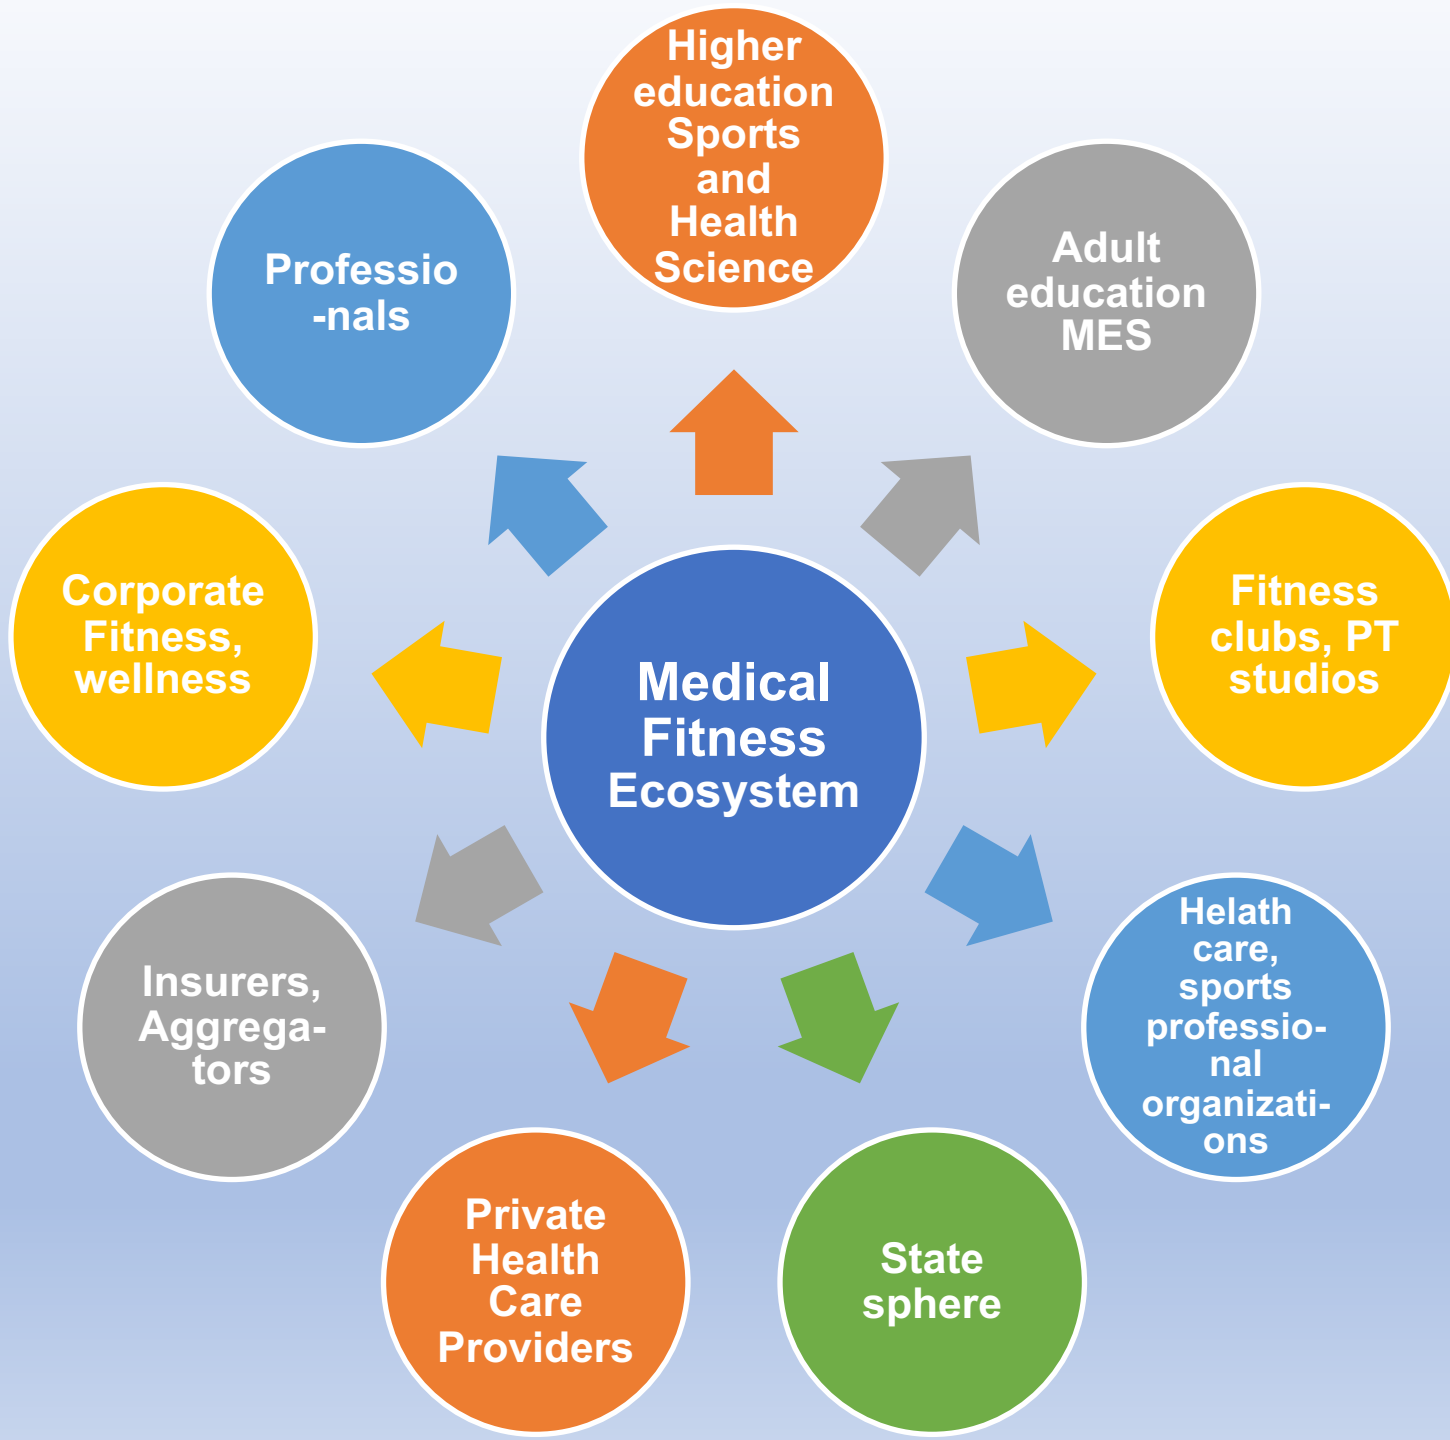 Higher
education
Sports
and
Health
Science
Adult
education
MES
Fitness
clubs, PT
studios
Helath
care,
sports
professio-
nal
organizati-
ons
State
sphere
Private
Health
Care
Providers
Insurers,
Aggrega-
tors
Corporate
Fitness,
wellness
Professio
-nals
Medical
Fitness
Ecosystem